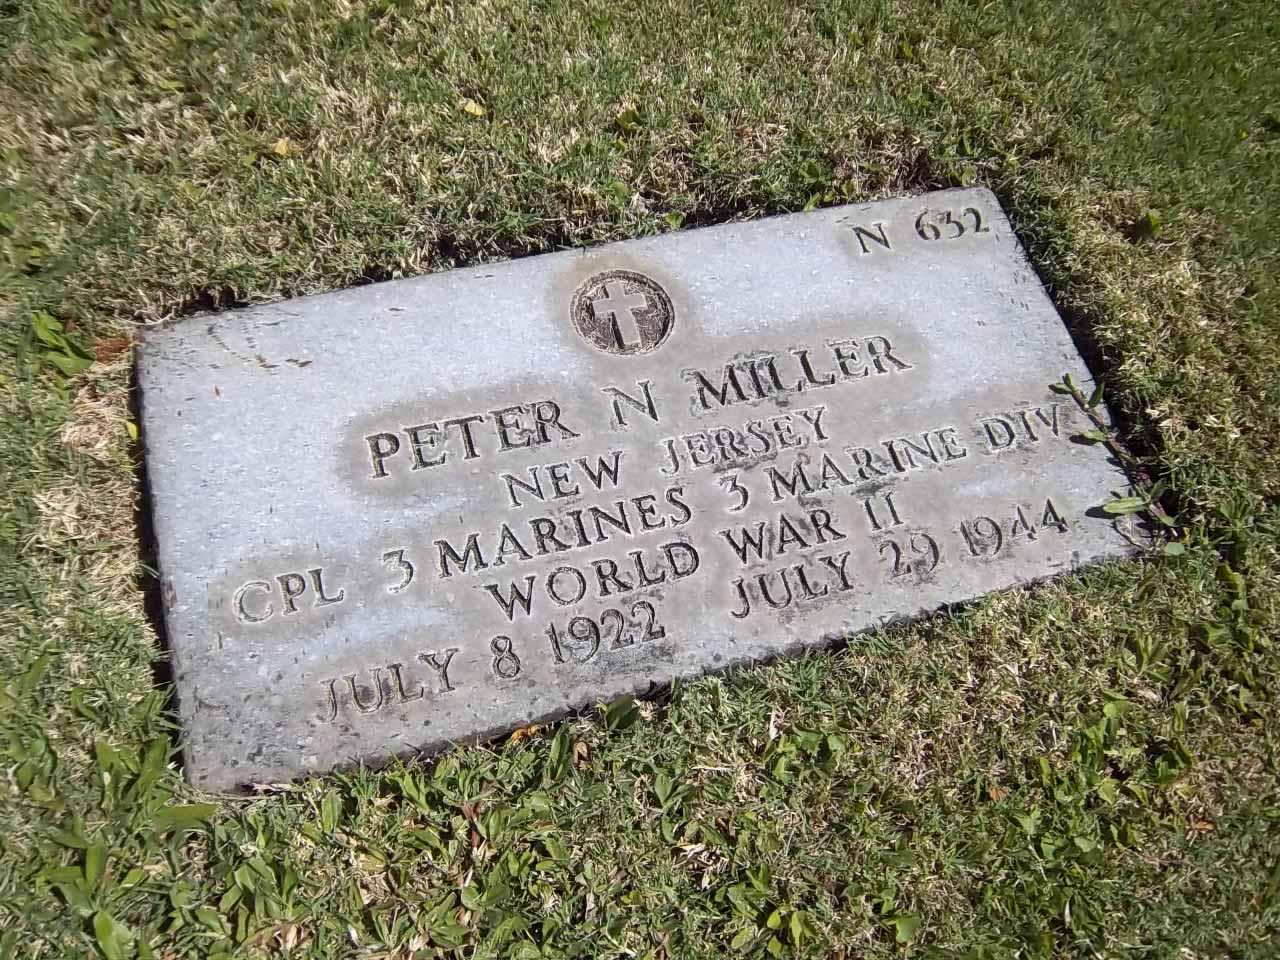 N 632
PETER N MILLER
NEW JERSEY
CPL 3 MARINES 3 MARINE DIV
WORLD WAR II
JULY 8 1922 JULY 29 1944